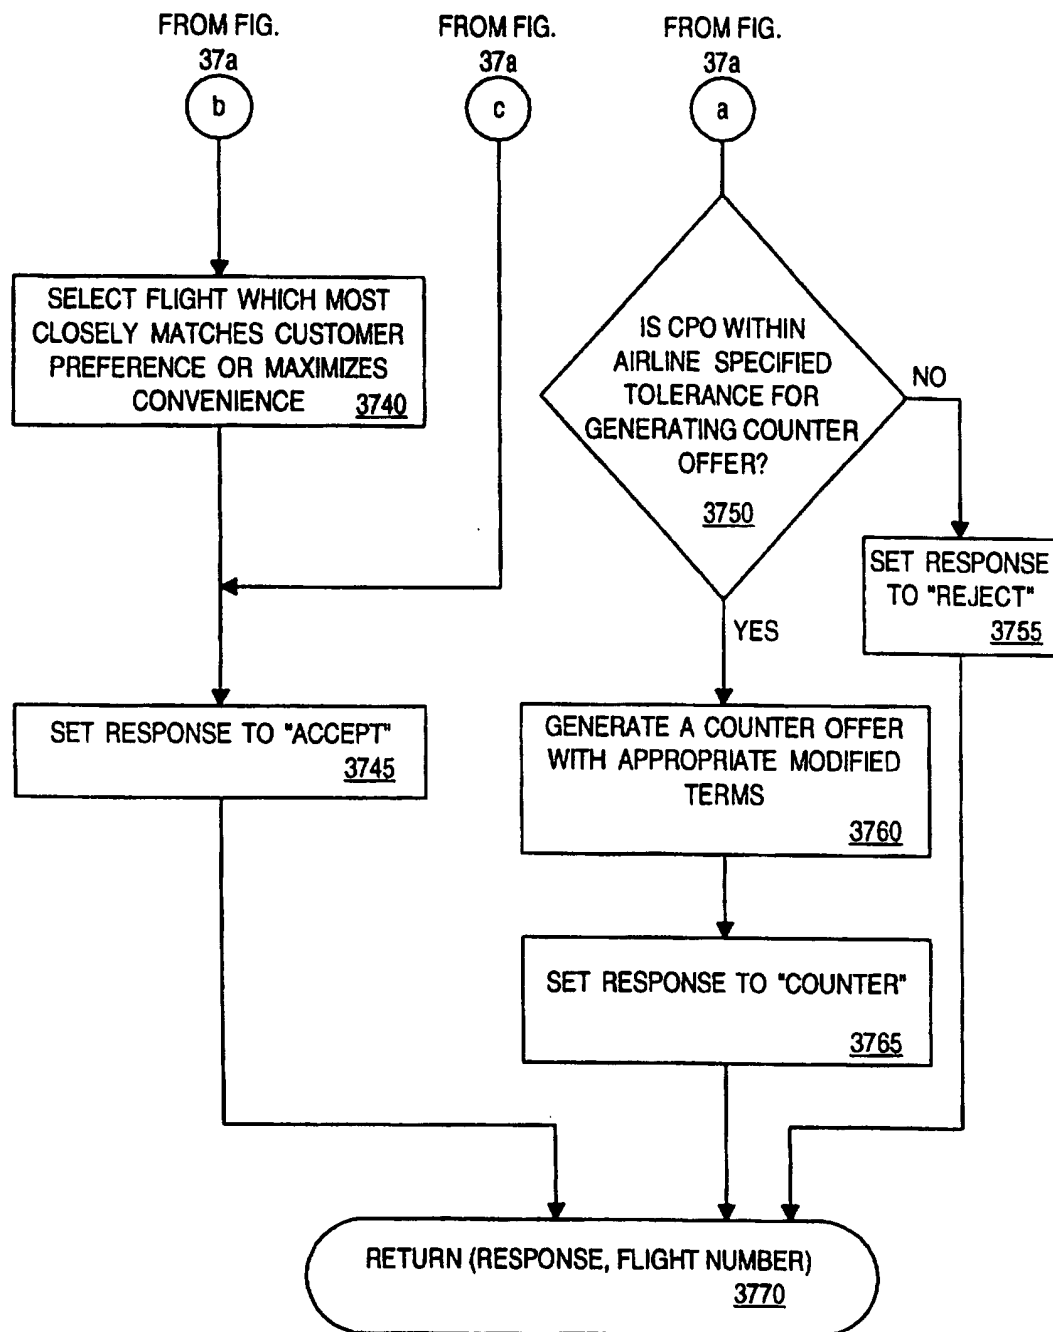 FROM FIG.
37a
b
FROM FIG.
37a
c
FROM FIG.
37a
a
SELECT FLIGHT WHICH MOST
CLOSELY MATCHES CUSTOMER
PREFERENCE OR MAXIMIZES
CONVENIENCE 3740
IS CPO WITHIN
AIRLINE SPECIFIED
TOLERANCE FOR
GENERATING COUNTER
OFFER?
3750
NO
YES
SET RESPONSE
TO "REJECT"
3755
SET RESPONSE TO "ACCEPT"
3745
GENERATE A COUNTER OFFER
WITH APPROPRIATE MODIFIED
TERMS
3760
SET RESPONSE TO "COUNTER"
3765
RETURN (RESPONSE, FLIGHT NUMBER)
3770